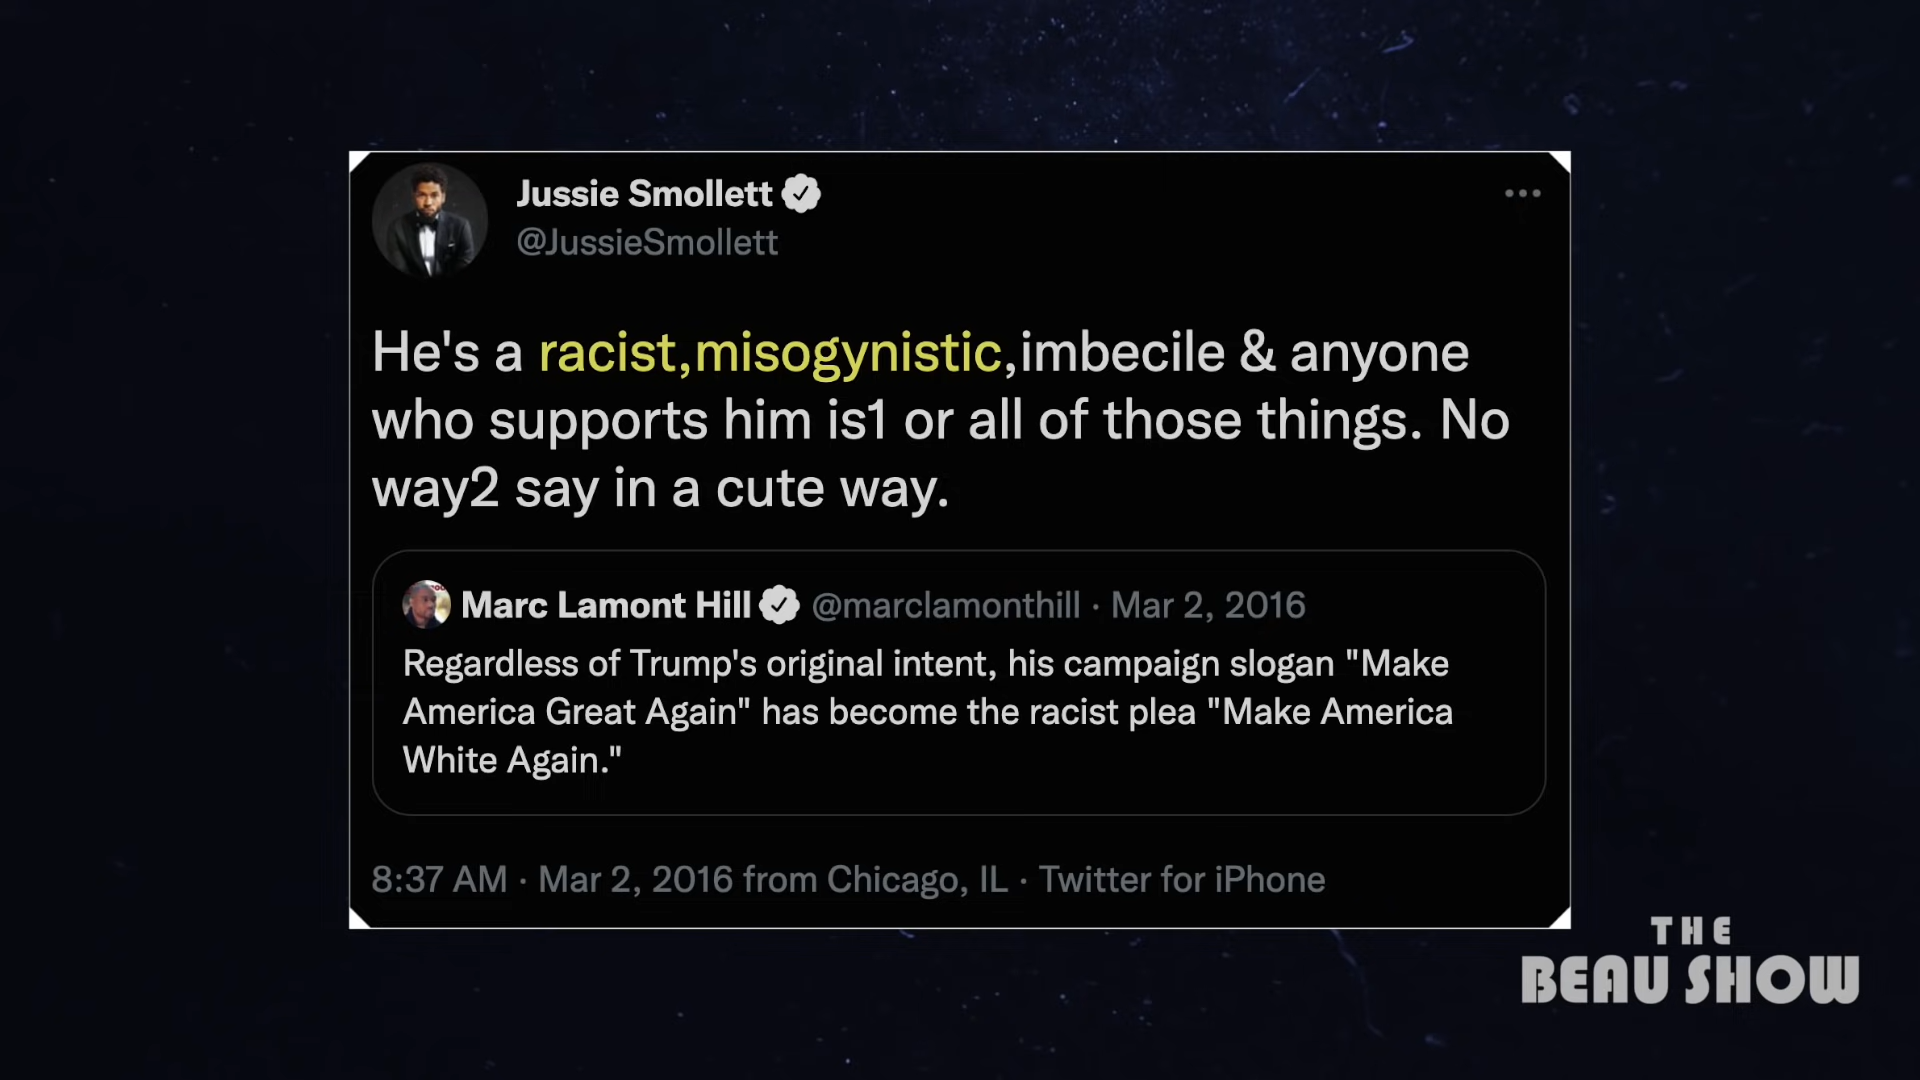 Jussie Smollett
@JussieSmollett
He's a racist,misogynistic,imbecile & anyone
who supports him is1 or all of those things. No
way2 say in a cute way.
Marc Lamont Hill @marclamonthill · Mar 2, 2016
Regardless of Trump's original intent, his campaign slogan "Make
America Great Again" has become the racist plea "Make America
White Again."
8:37 AM · Mar 2, 2016 from Chicago, IL · Twitter for iPhone
THE
BEAU SHOW